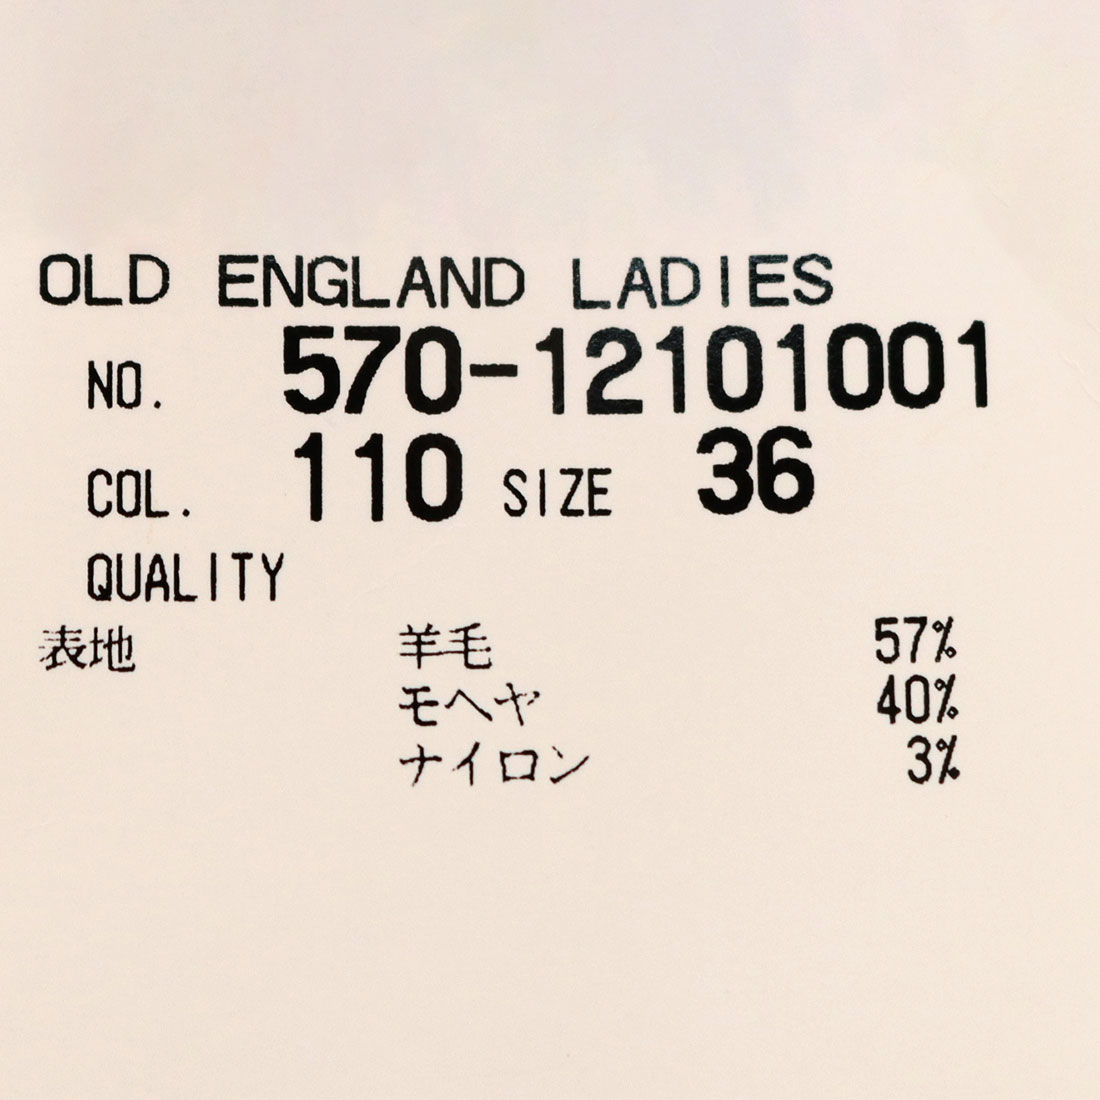 OLD ENGLAND LADIES
NO. 570-12101001
COL. 110 SIZE 36
QUALITY
表地 羊毛 57%
モヘヤ 40%
ナイロン 3%